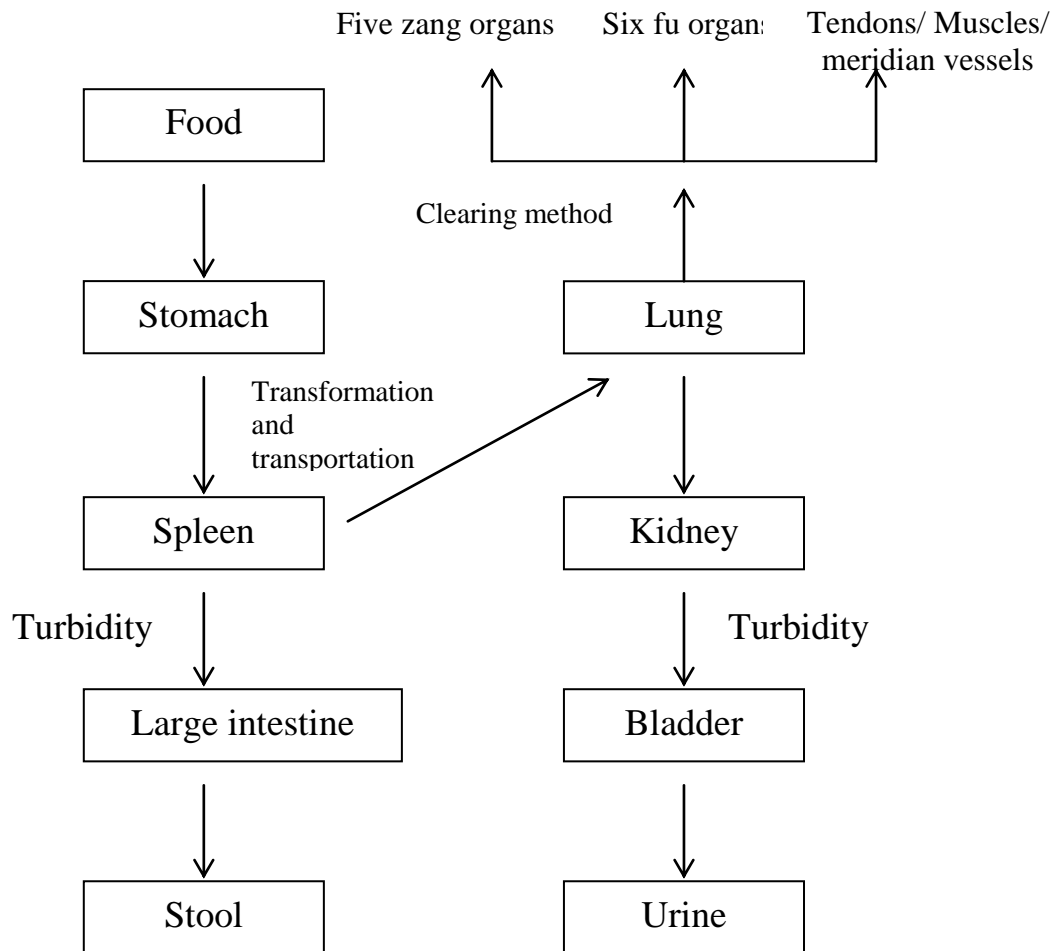 Five zang organs
Six fu organs
Tendons/ Muscles/
meridian vessels
Food
Clearing method
Stomach
Lung
Transformation
and
transportation
Spleen
Kidney
Turbidity
Turbidity
Large intestine
Bladder
Stool
Urine